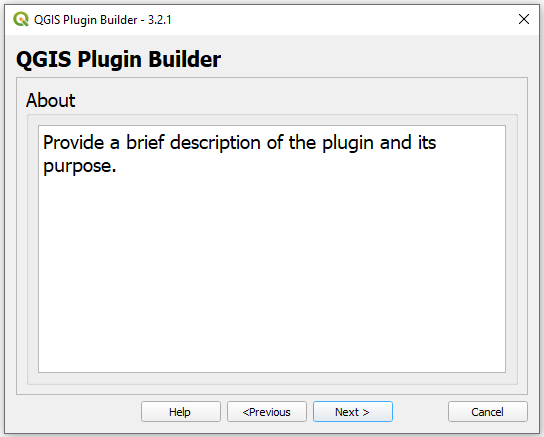 QGIS Plugin Builder - 3.2.1
QGIS Plugin Builder
About
Provide a brief description of the plugin and its
purpose.
Help
<Previous
Next >
Cancel